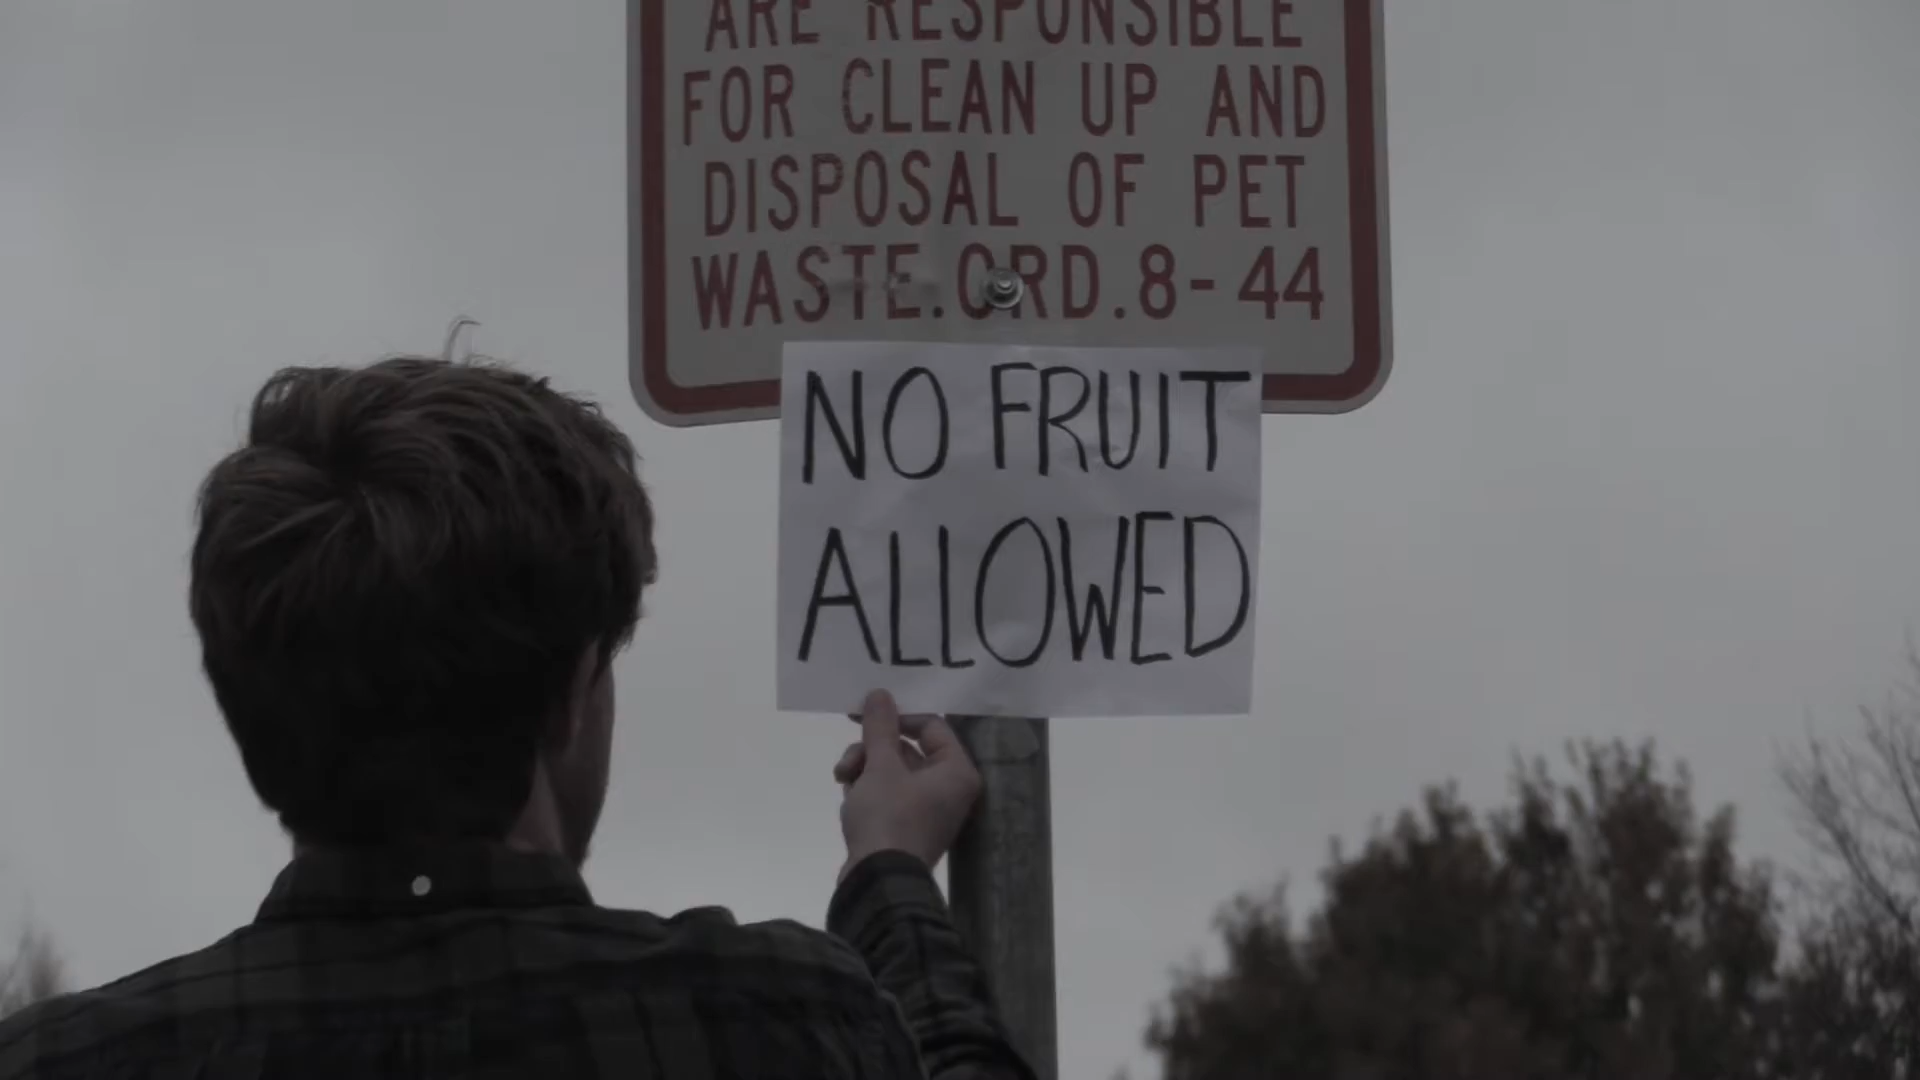 ARE RESPONSIBLE
FOR CLEAN UP AND
DISPOSAL OF PET
WASTE.ORD.8-44
NO FRUIT
ALLOWED